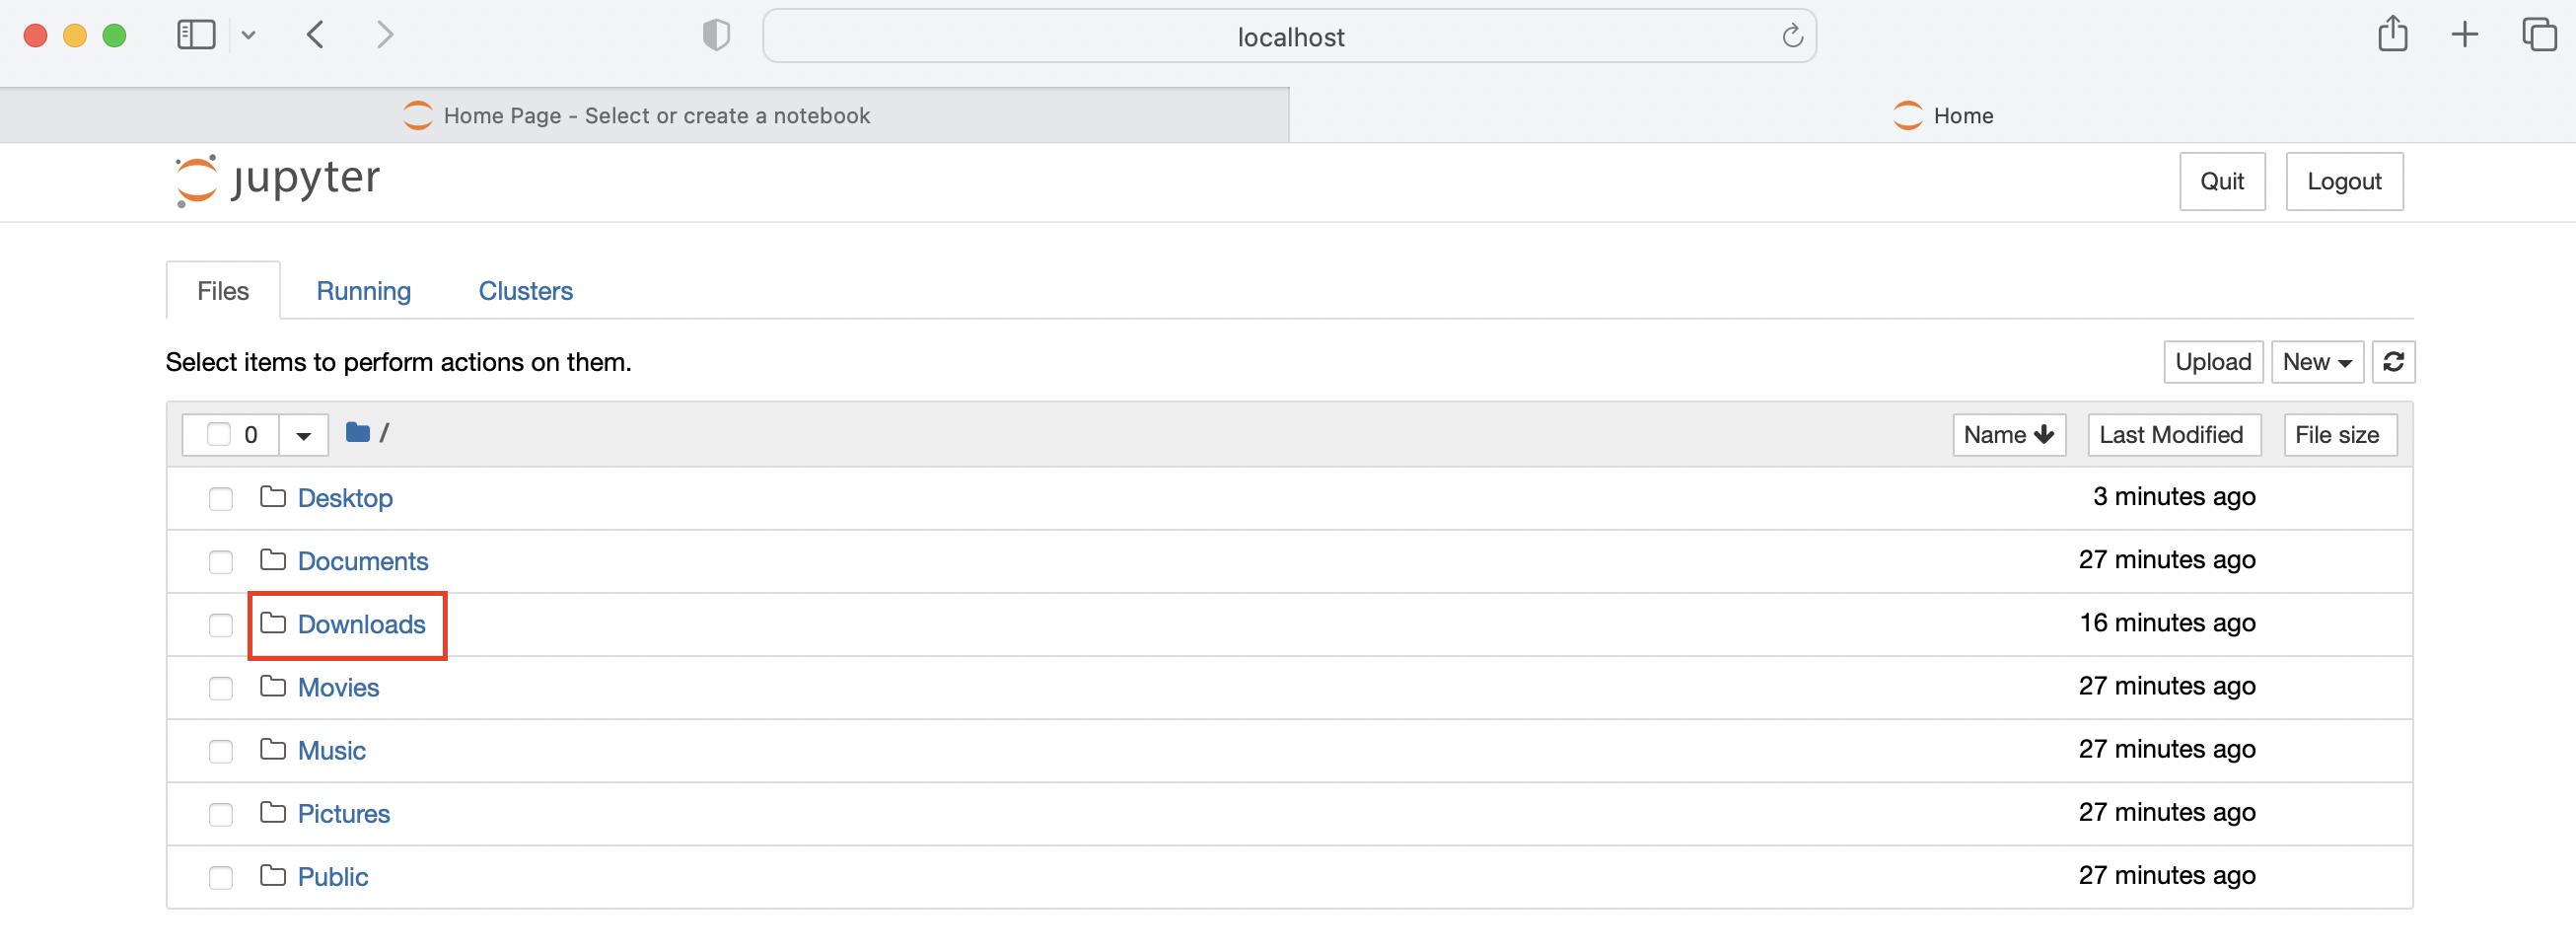 localhost
Home Page - Select or create a notebook
Home
jupyter
Quit
Logout
Files
Running
Clusters
Select items to perform actions on them.
Upload
New
0
/
Name
Last Modified
File size
Desktop
3 minutes ago
Documents
27 minutes ago
Downloads
16 minutes ago
Movies
27 minutes ago
Music
27 minutes ago
Pictures
27 minutes ago
Public
27 minutes ago